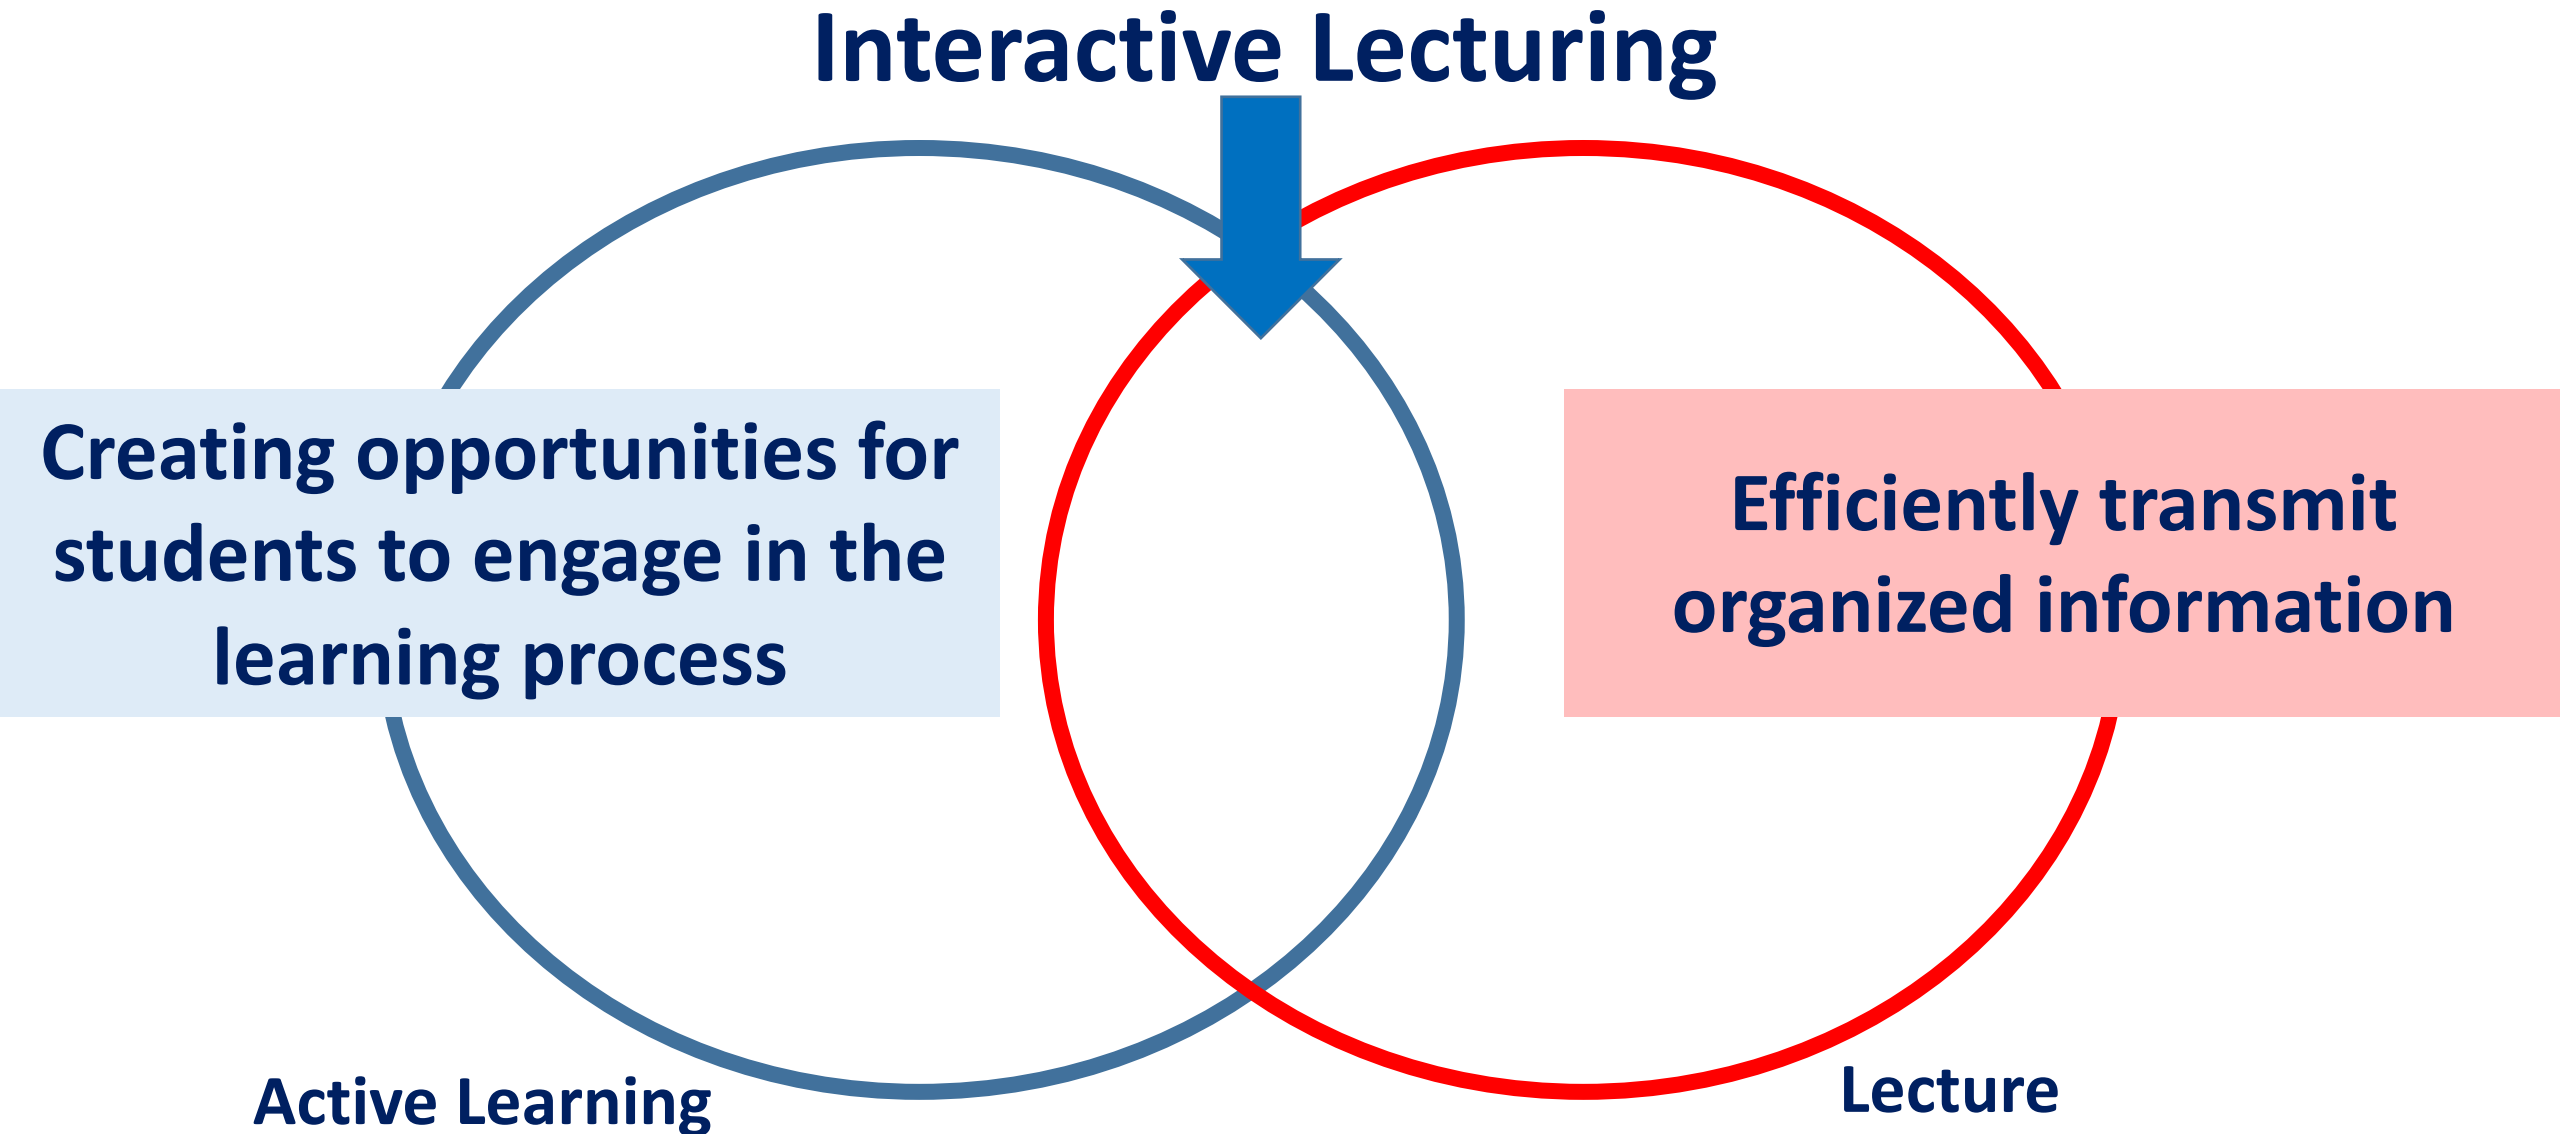 Interactive Lecturing
Creating opportunities for
students to engage in the
learning process
Efficiently transmit
organized information
Active Learning
Lecture